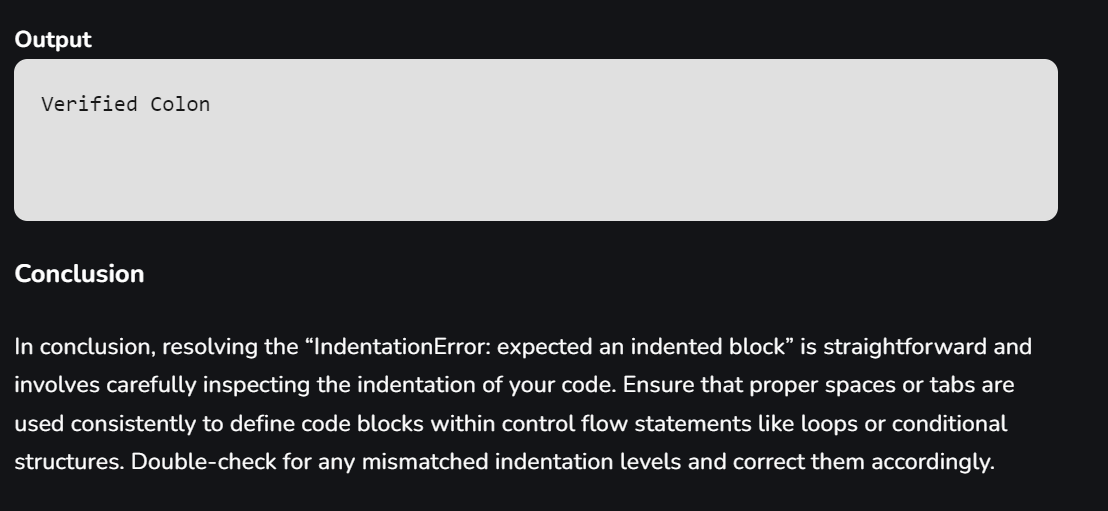 Output
Verified Colon
Conclusion
In conclusion, resolving the “IndentationError: expected an indented block” is straightforward and
involves carefully inspecting the indentation of your code. Ensure that proper spaces or tabs are
used consistently to define code blocks within control flow statements like loops or conditional
structures. Double-check for any mismatched indentation levels and correct them accordingly.